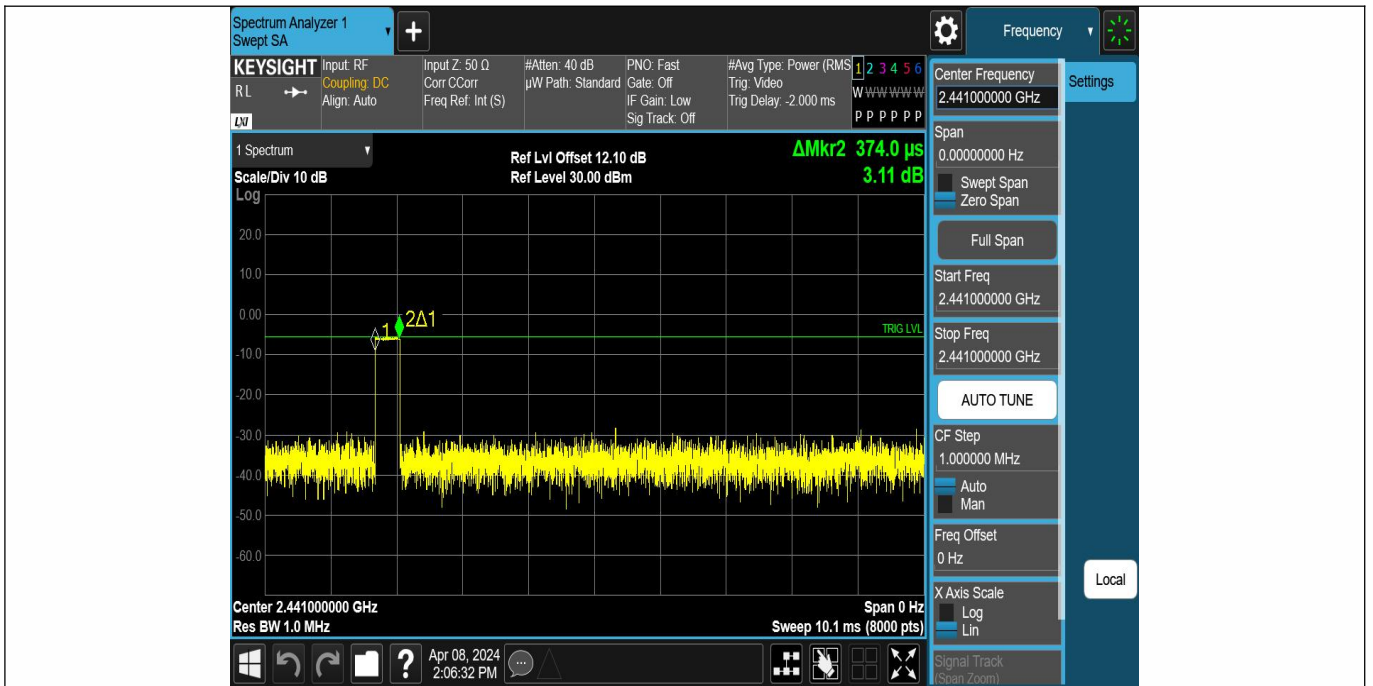 Spectrum Analyzer 1
Swept SA
+
Frequency
KEYSIGHT
RL
LXI
Input: RF
Coupling: DC
Align: Auto
Input Z: 50 Ω
Corr CCorr
Freq Ref: Int (S)
#Atten: 40 dB
µW Path: Standard
PNO: Fast
Gate: Off
IF Gain: Low
Sig Track: Off
#Avg Type: Power (RMS
Trig: Video
Trig Delay: -2.000 ms
1 2 3 4 5 6
W W W W W W
P P P P P P
1 Spectrum
Scale/Div 10 dB
Ref Lvl Offset 12.10 dB
Ref Level 30.00 dBm
ΔMkr2 374.0 µs
3.11 dB
Log
20.0
10.0
0.00
-10.0
-20.0
-30.0
-40.0
-50.0
-60.0
1
2Δ1
TRIG LVL
Center 2.441000000 GHz
Res BW 1.0 MHz
Span 0 Hz
Sweep 10.1 ms (8000 pts)
Center Frequency
2.441000000 GHz
Settings
Span
0.00000000 Hz
Swept Span
Zero Span
Full Span
Start Freq
2.441000000 GHz
Stop Freq
2.441000000 GHz
AUTO TUNE
CF Step
1.000000 MHz
Auto
Man
Freq Offset
0 Hz
X Axis Scale
Log
Lin
Signal Track
(Span Zoom)
Local
?
Apr 08, 2024
2:06:32 PM